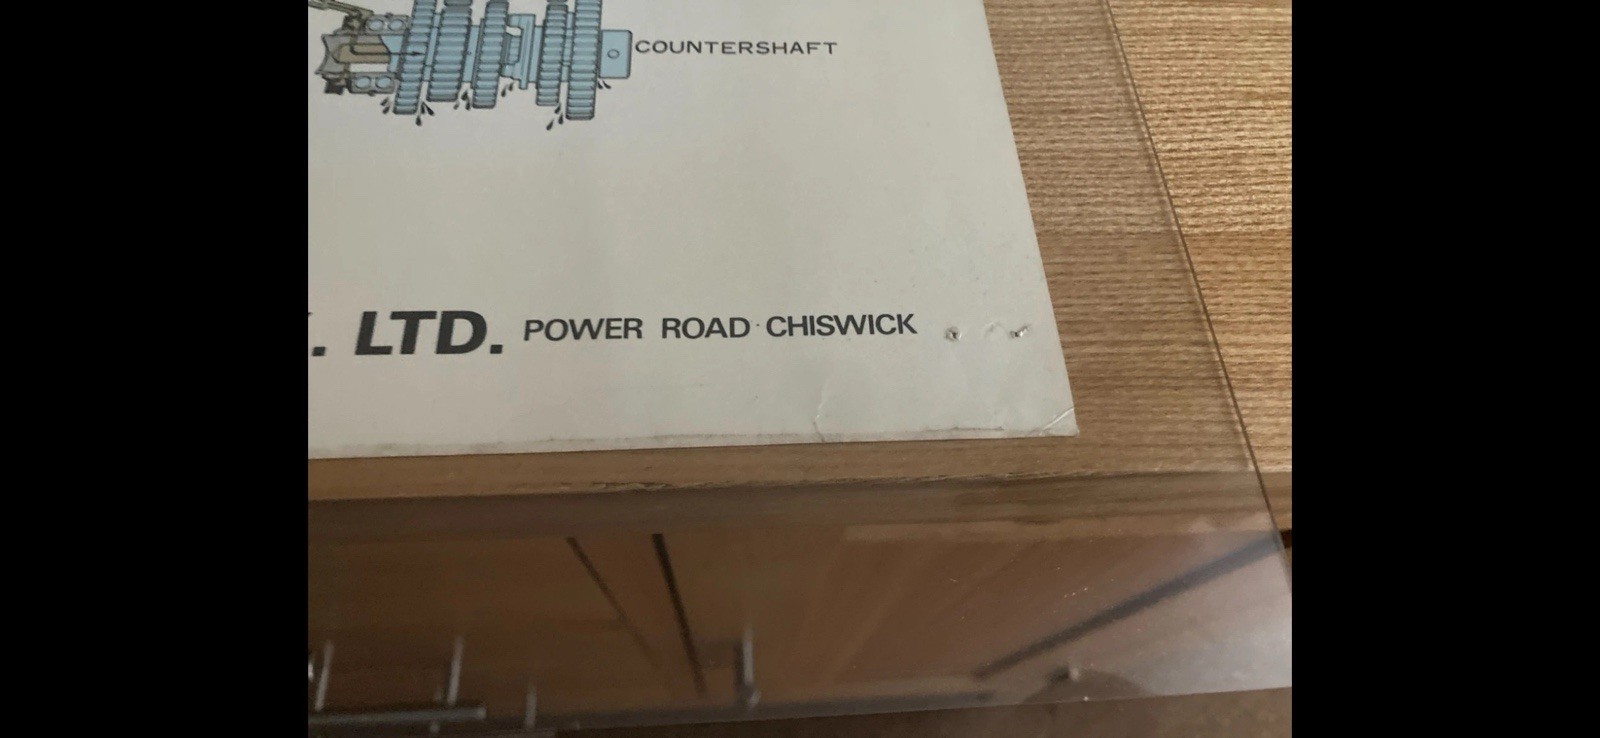 COUNTERSHAFT
. LTD. POWER ROAD · CHISWICK